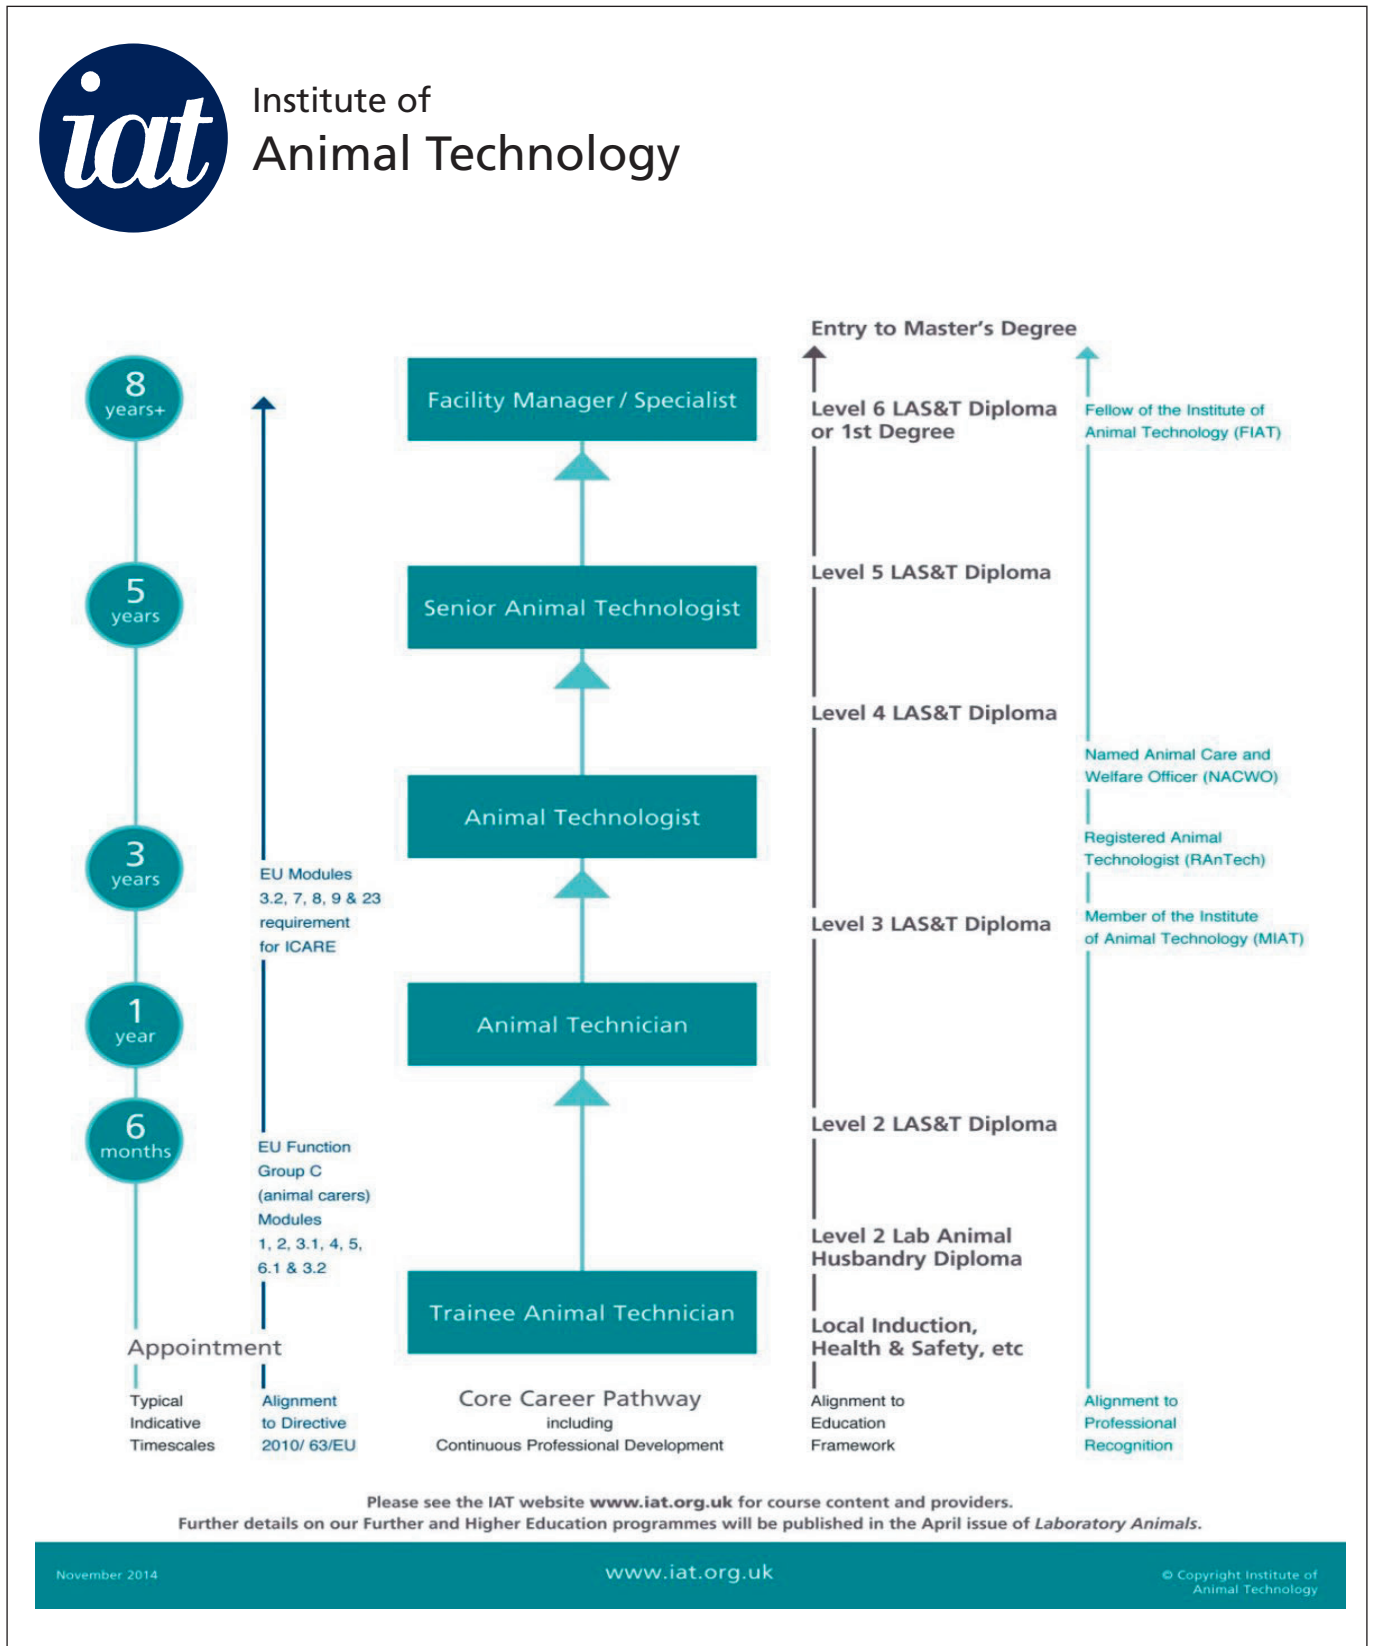 iat
Institute of
Animal Technology
Entry to Master's Degree
8
years+
Facility Manager / Specialist
Level 6 LAS&T Diploma
or 1st Degree
Fellow of the Institute of
Animal Technology (FIAT)
5
years
Senior Animal Technologist
Level 5 LAS&T Diploma
Level 4 LAS&T Diploma
Named Animal Care and
Welfare Officer (NACWO)
Animal Technologist
Registered Animal
Technologist (RAnTech)
3
years
EU Modules
3.2, 7, 8, 9 & 23
requirement
for ICARE
Level 3 LAS&T Diploma
Member of the Institute
of Animal Technology (MIAT)
1
year
Animal Technician
6
months
EU Function
Group C
(animal carers)
Modules
1, 2, 3.1, 4, 5,
6.1 & 3.2
Level 2 LAS&T Diploma
Level 2 Lab Animal
Husbandry Diploma
Trainee Animal Technician
Local Induction,
Health & Safety, etc
Appointment
Typical
Indicative
Timescales
Alignment
to Directive
2010/ 63/EU
Core Career Pathway
including
Continuous Professional Development
Alignment to
Education
Framework
Alignment to
Professional
Recognition
Please see the IAT website www.iat.org.uk for course content and providers.
Further details on our Further and Higher Education programmes will be published in the April issue of Laboratory Animals.
November 2014
www.iat.org.uk
© Copyright Institute of
Animal Technology